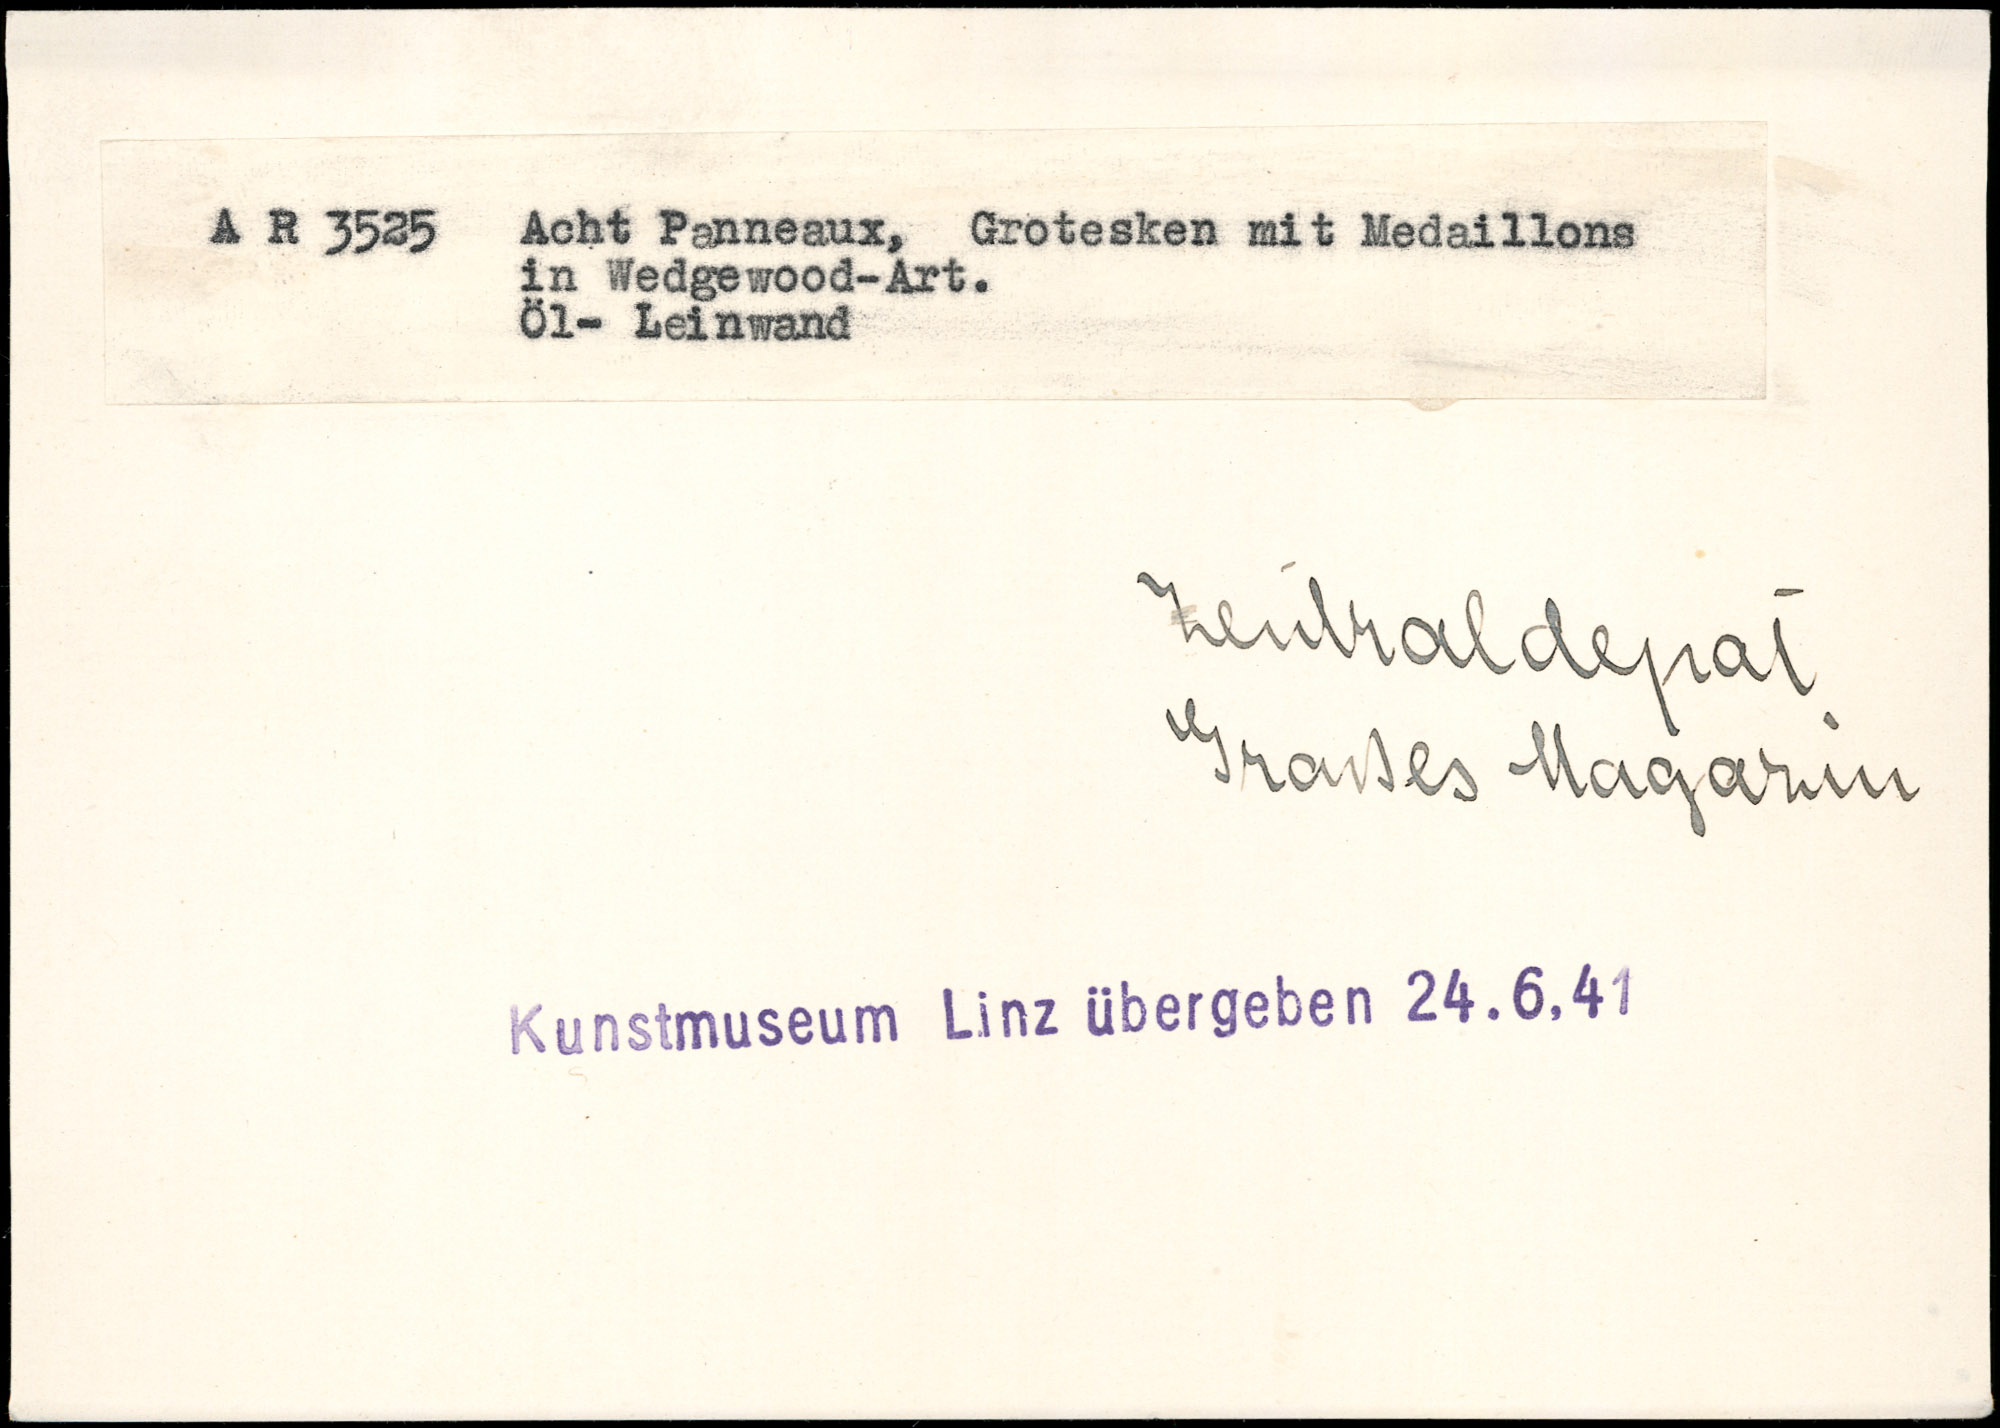 A R 3525 Acht Panneaux, Grotesken mit Medaillons
in Wedgewood-Art.
Öl- Leinwand
Zentraldepot
Großes Magazin
Kunstmuseum Linz übergeben 24.6.41